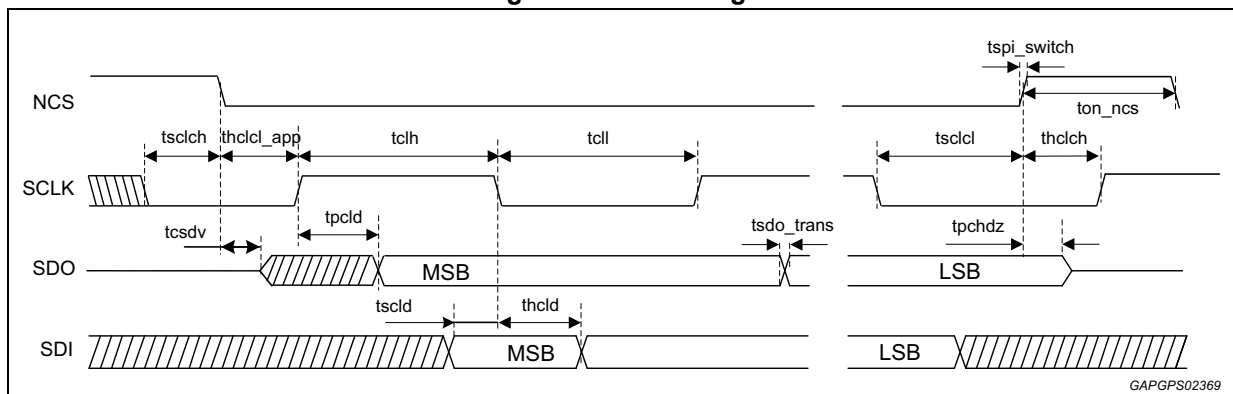 tspi_switch
NCS
ton_ncs
tsclch thclcl_app tclh tcll tsclcl thclch
SCLK
tcsdv tpcld tsdo_trans tpchdz
SDO MSB LSB
tscld thcld
SDI MSB LSB
GAPGPS02369